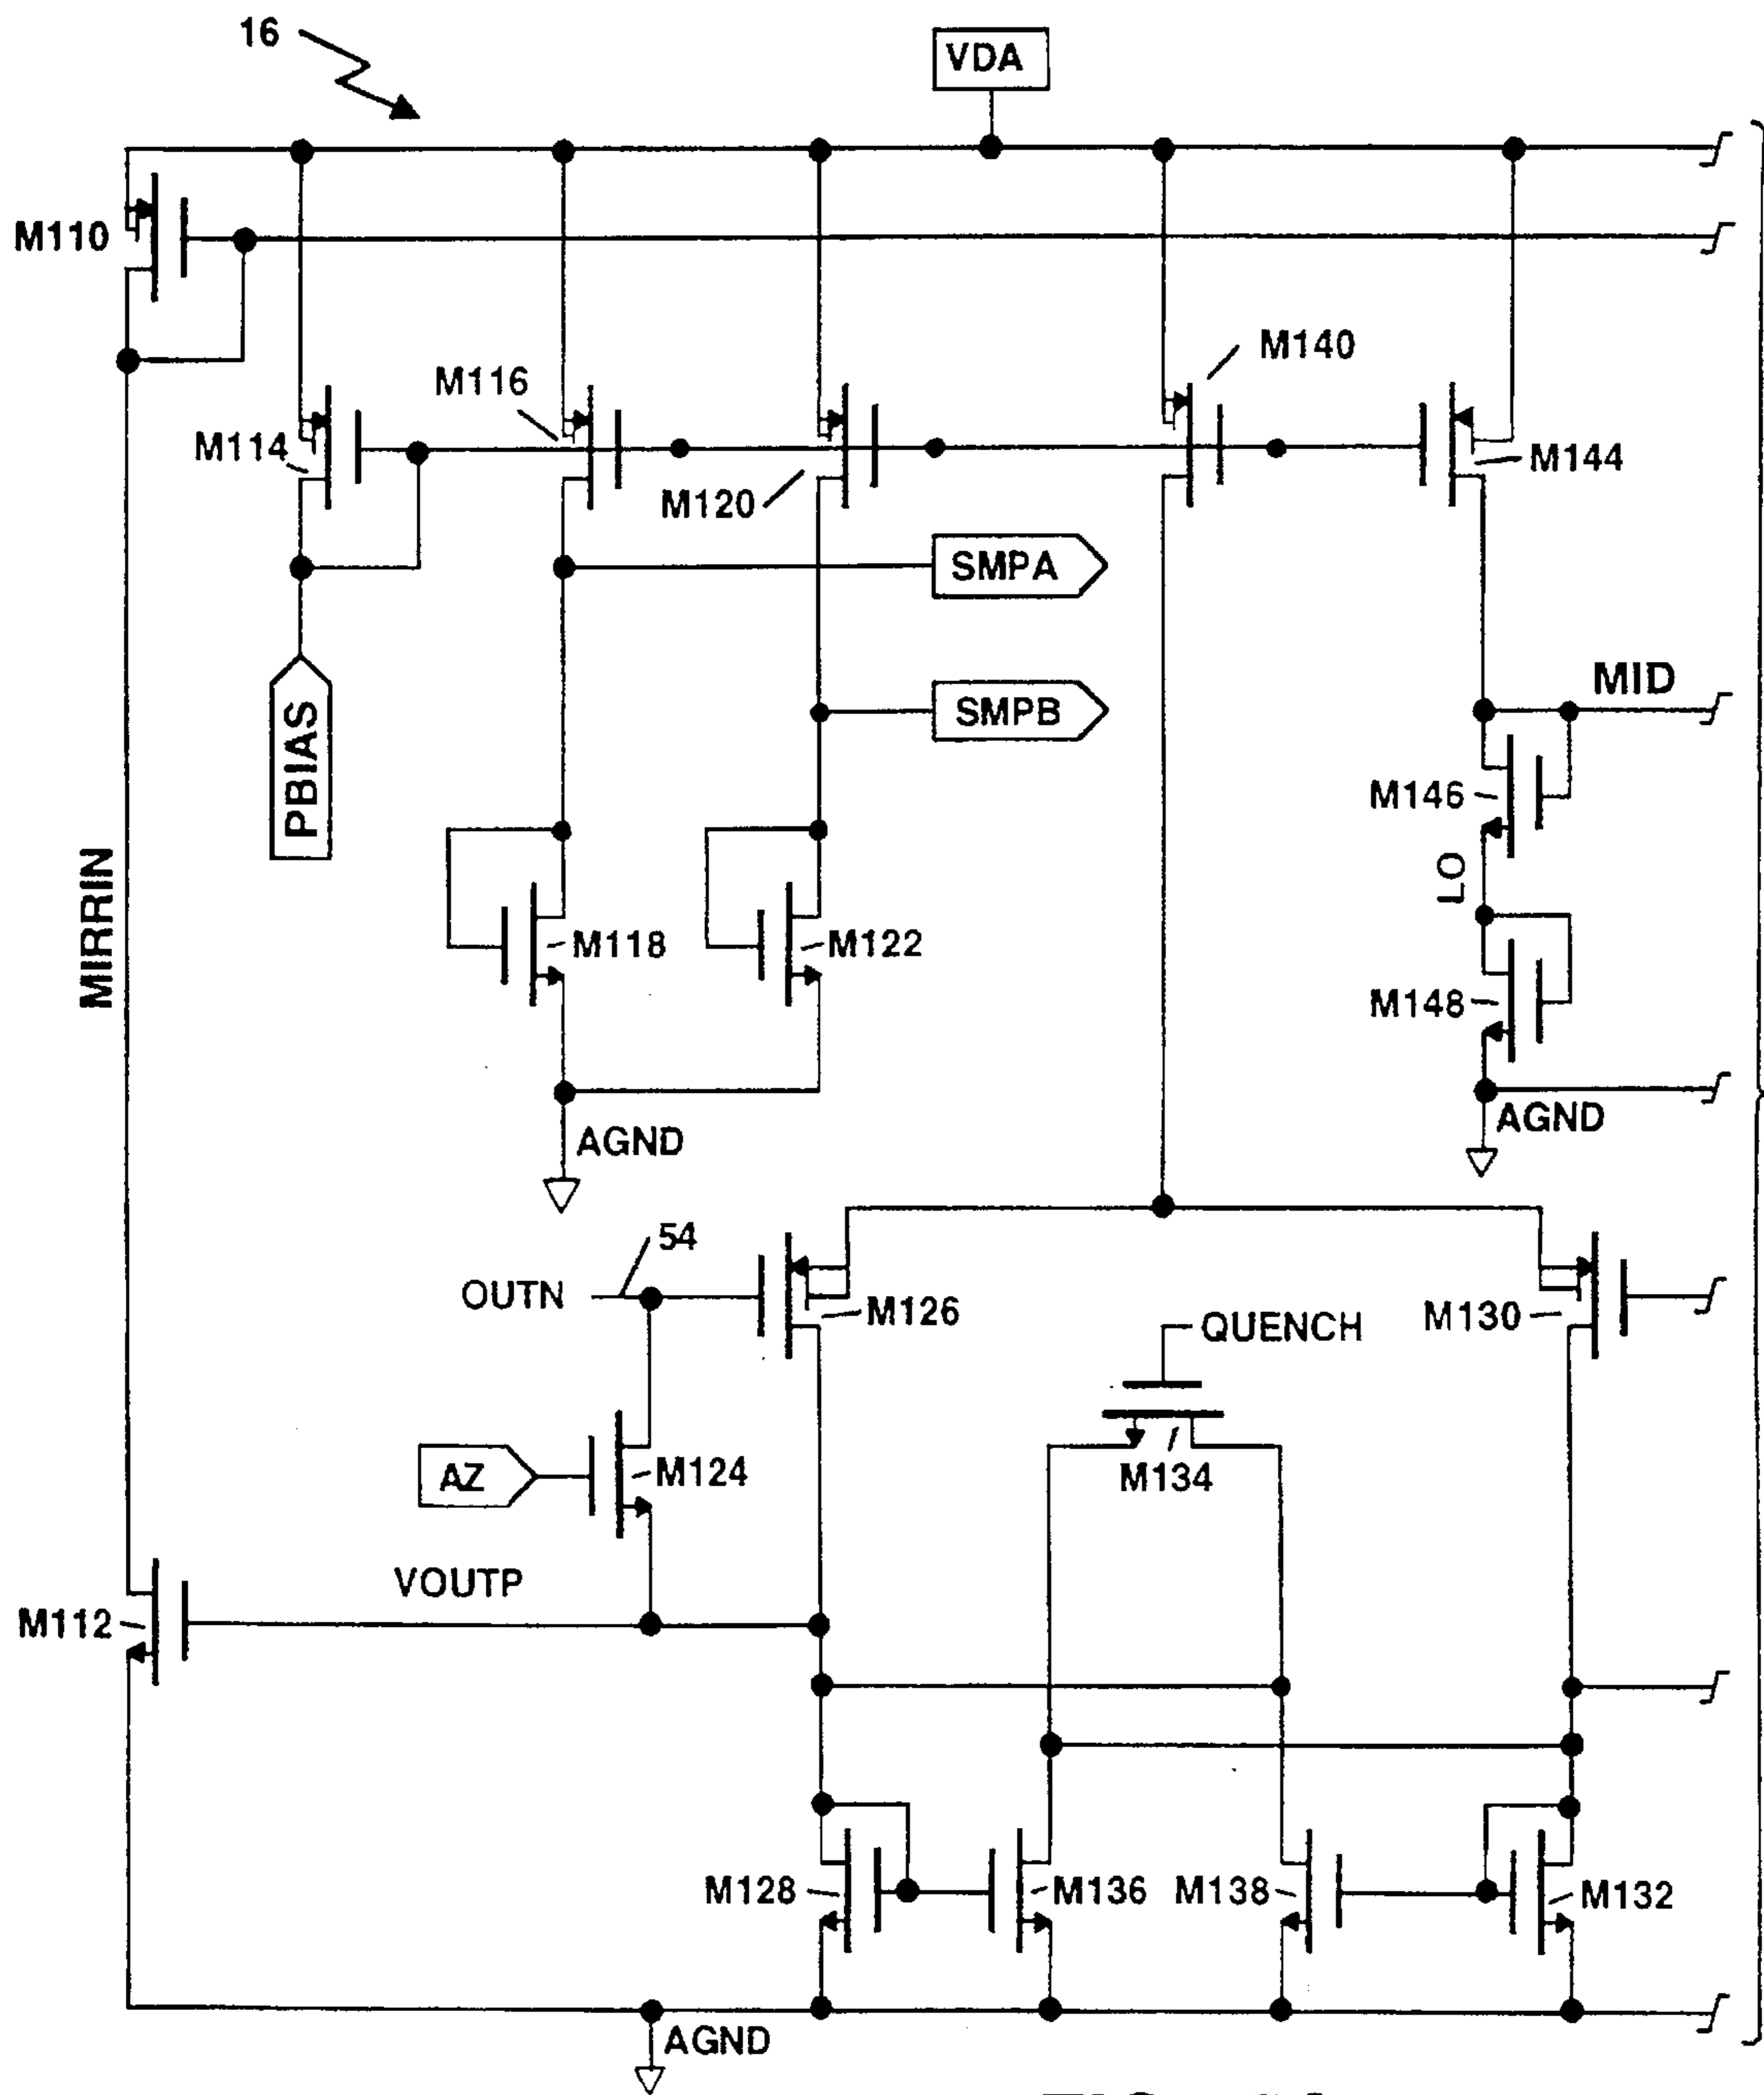 16
VDA
M110
M140
M116
M114
M144
M120
SMPA
MID
SMPB
PBIAS
M146
LO
MIRRIN
M118
M122
M148
AGND
AGND
54
OUTN
M126
M130
QUENCH
AZ
M124
M134
VOUTP
M112
M128
M136
M138
M132
AGND